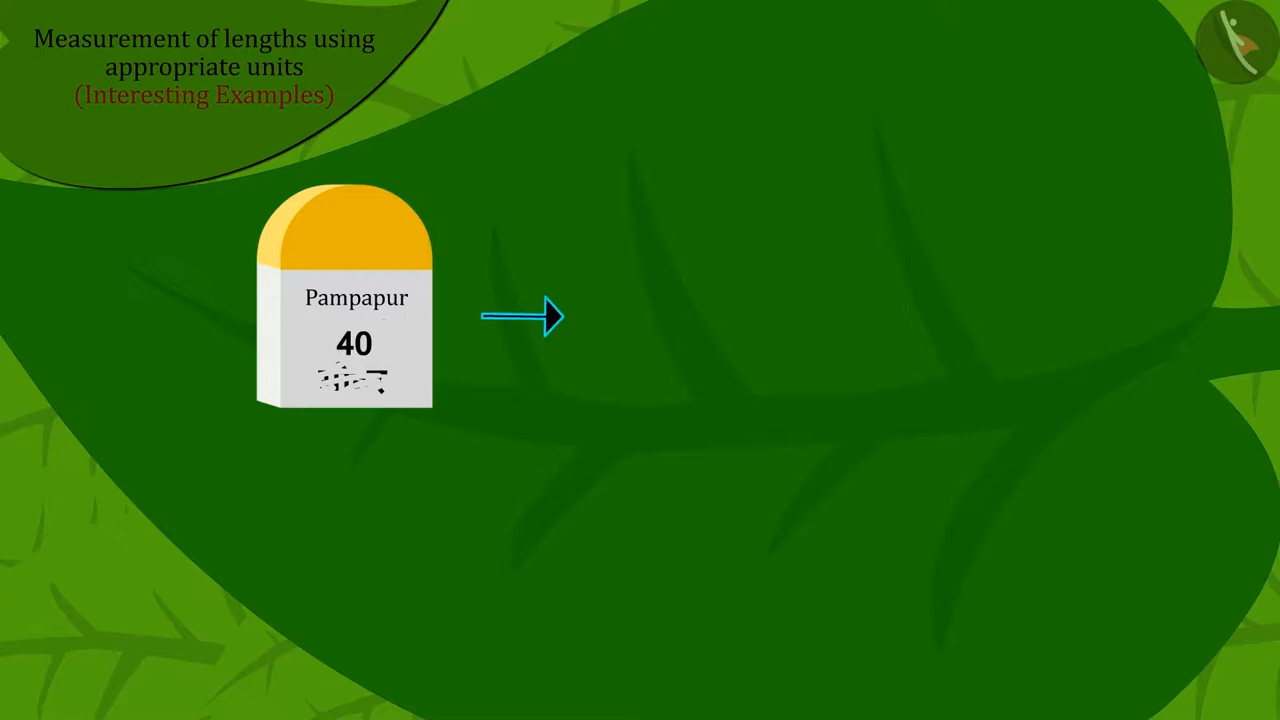 Measurement of lengths using
appropriate units
(Interesting Examples)
Pampapur
40